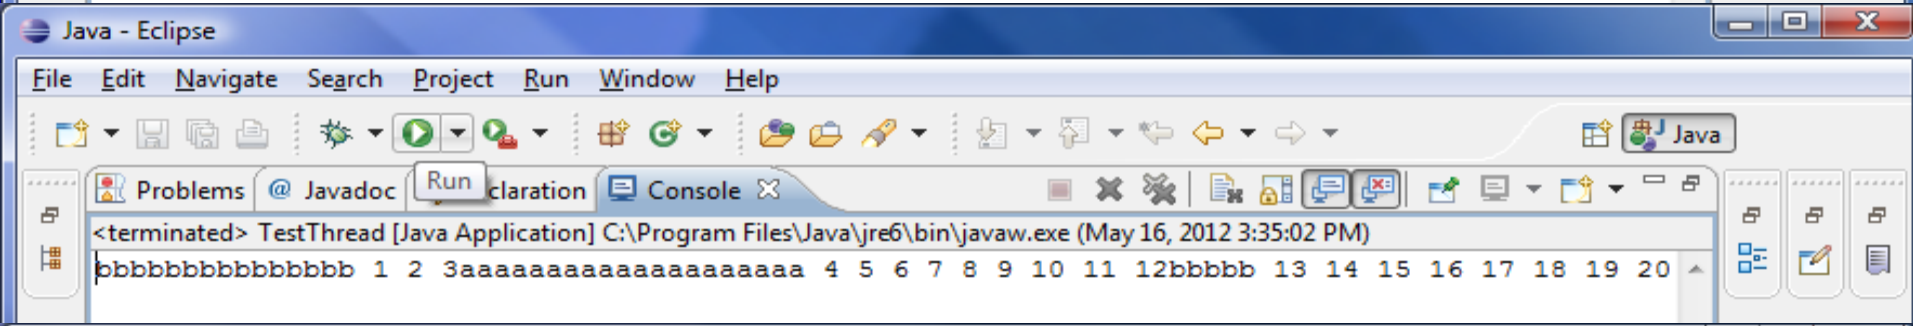 Java - Eclipse
File Edit Navigate Search Project Run Window Help
Java
Problems @ Javadoc Run claration Console
<terminated> TestThread [Java Application] C:\Program Files\Java\jre6\bin\javaw.exe (May 16, 2012 3:35:02 PM)
bbbbbbbbbbbbbbb 1 2 3aaaaaaaaaaaaaaaaaaaa 4 5 6 7 8 9 10 11 12bbbbb 13 14 15 16 17 18 19 20